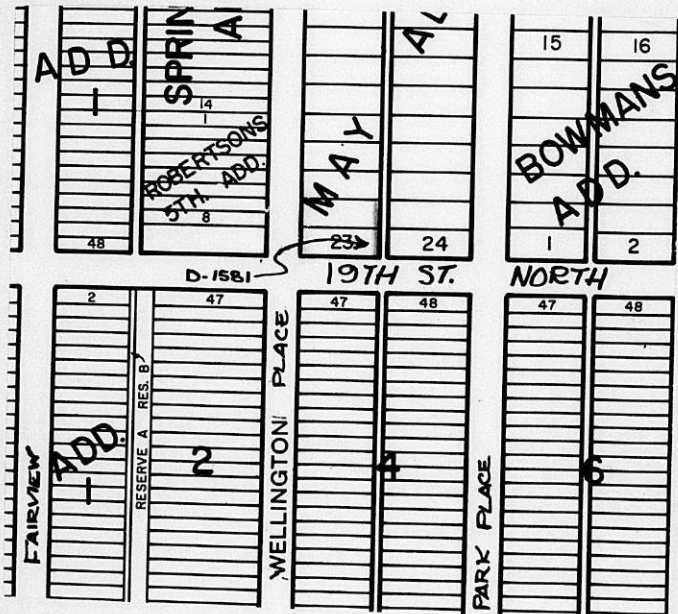 ADD.
1
SPRIN
A
14
1
ROBERTSONS
5TH. ADD.
8
48
MAY
AL
23
24
15
16
BOWMANS
ADD.
1
2
D-1581
19TH ST. NORTH
2
47
47
48
47
48
FAIRVIEW
ADD.
1
RESERVE A RES. B
2
WELLINGTON PLACE
4
PARK PLACE
6